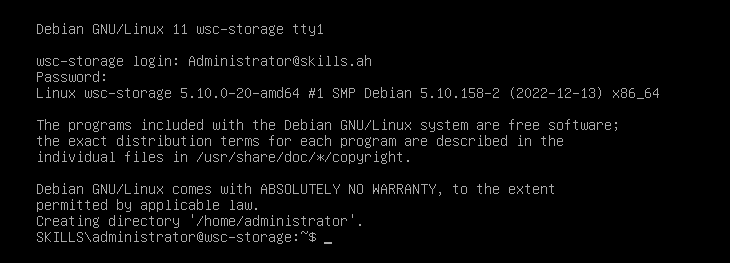 Debian GNU/Linux 11 wsc-storage tty1
wsc-storage login: Administrator@skills.ah
Password:
Linux wsc-storage 5.10.0-20-amd64 #1 SMP Debian 5.10.158-2 (2022-12-13) x86_64
The programs included with the Debian GNU/Linux system are free software;
the exact distribution terms for each program are described in the
individual files in /usr/share/doc/*/copyright.
Debian GNU/Linux comes with ABSOLUTELY NO WARRANTY, to the extent
permitted by applicable law.
Creating directory '/home/administrator'.
SKILLS\administrator@wsc-storage:~$ _